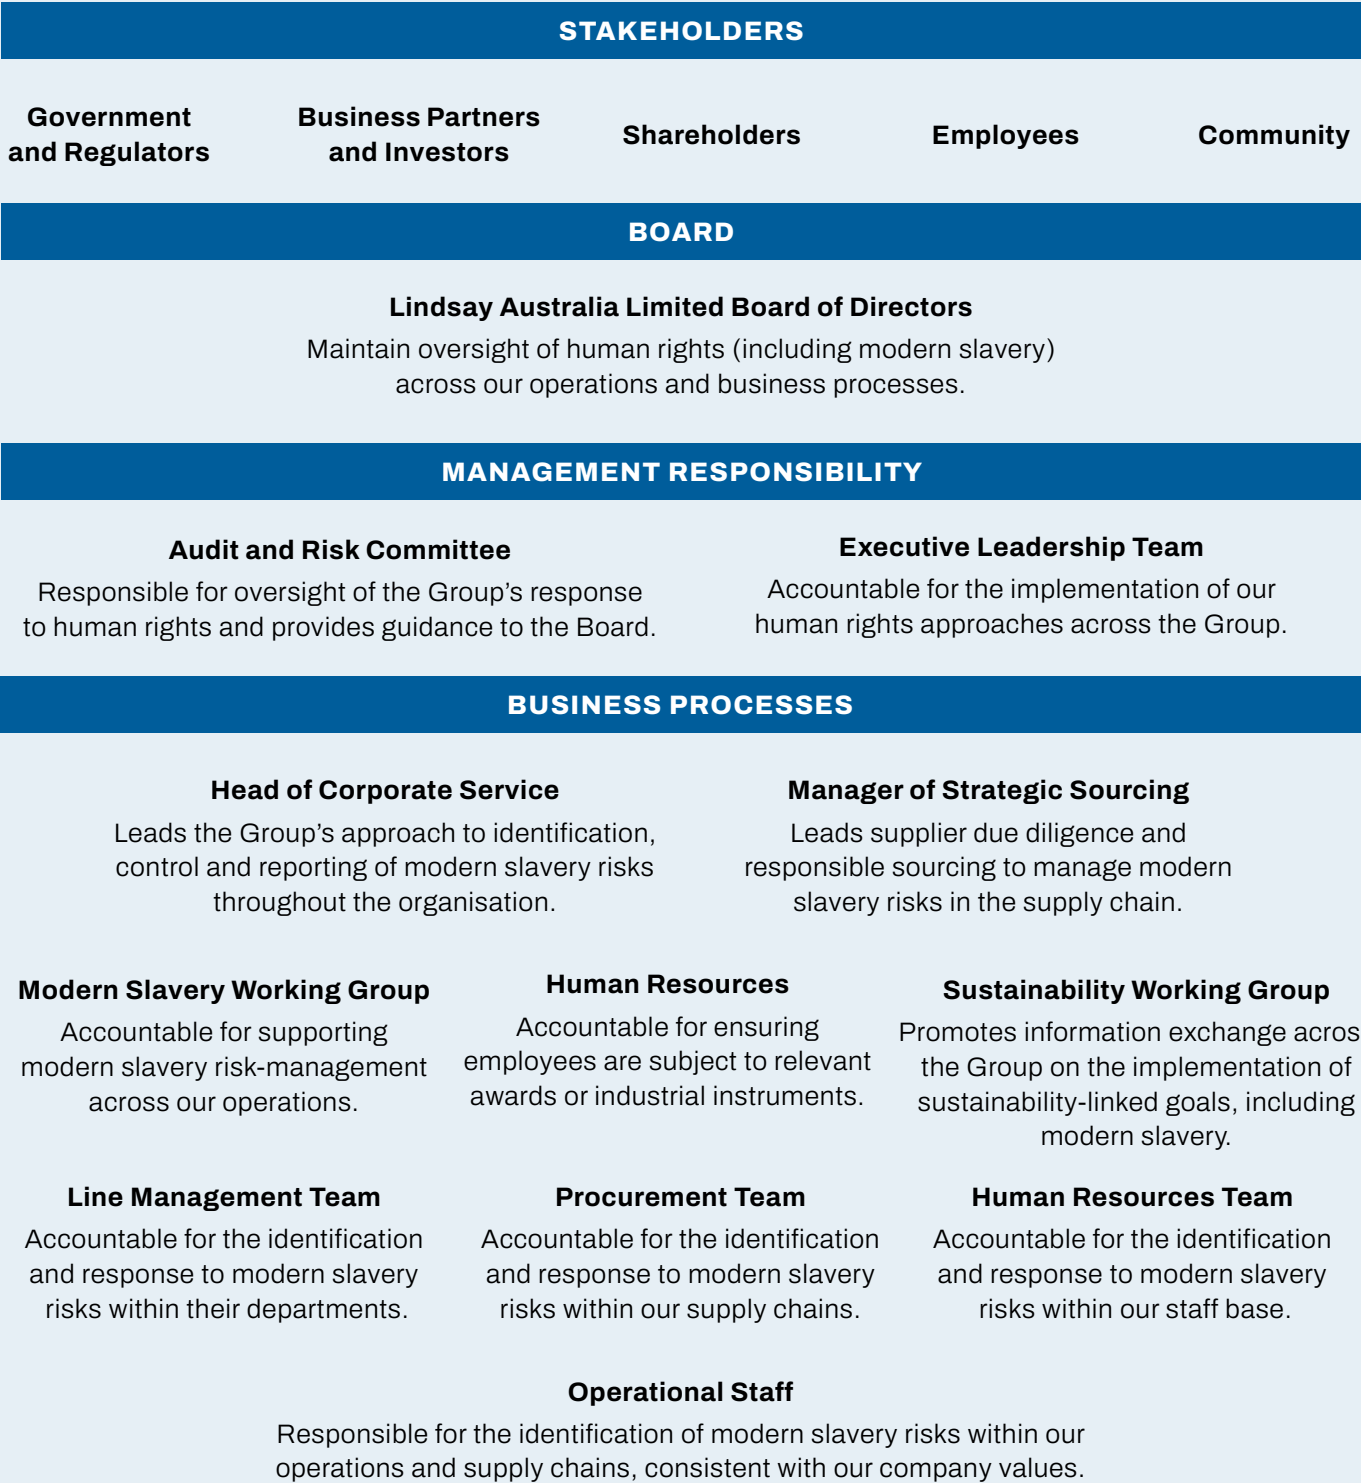 STAKEHOLDERS
Government
and Regulators
Business Partners
and Investors
Shareholders
Employees
Community
BOARD
Lindsay Australia Limited Board of Directors
Maintain oversight of human rights (including modern slavery)
across our operations and business processes.
MANAGEMENT RESPONSIBILITY
Audit and Risk Committee
Responsible for oversight of the Group’s response
to human rights and provides guidance to the Board.
Executive Leadership Team
Accountable for the implementation of our
human rights approaches across the Group.
BUSINESS PROCESSES
Head of Corporate Service
Leads the Group’s approach to identification,
control and reporting of modern slavery risks
throughout the organisation.
Manager of Strategic Sourcing
Leads supplier due diligence and
responsible sourcing to manage modern
slavery risks in the supply chain.
Modern Slavery Working Group
Accountable for supporting
modern slavery risk-management
across our operations.
Human Resources
Accountable for ensuring
employees are subject to relevant
awards or industrial instruments.
Sustainability Working Group
Promotes information exchange acros
the Group on the implementation of
sustainability-linked goals, including
modern slavery.
Line Management Team
Accountable for the identification
and response to modern slavery
risks within their departments.
Procurement Team
Accountable for the identification
and response to modern slavery
risks within our supply chains.
Human Resources Team
Accountable for the identification
and response to modern slavery
risks within our staff base.
Operational Staff
Responsible for the identification of modern slavery risks within our
operations and supply chains, consistent with our company values.